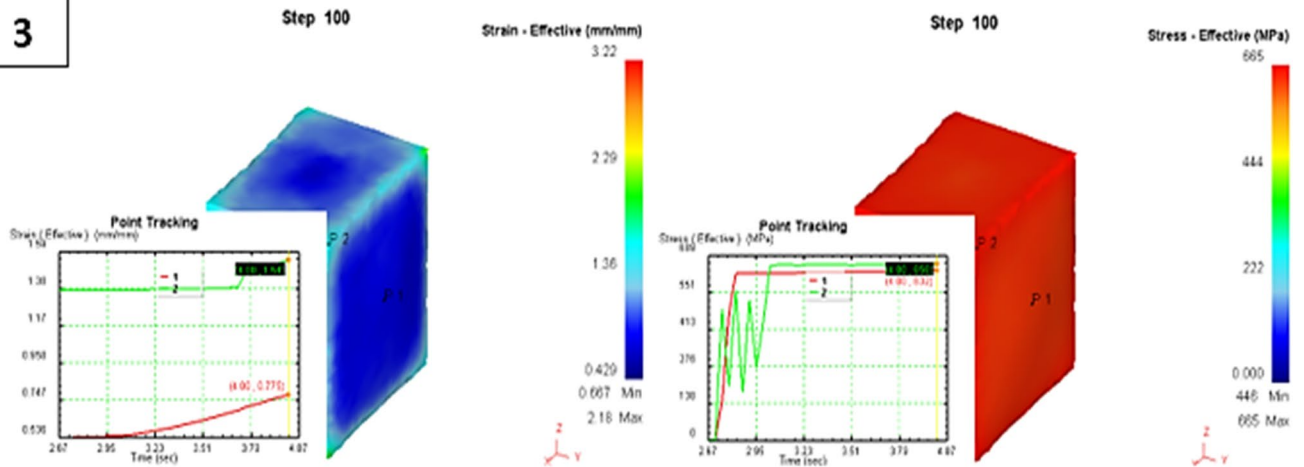 3
Step 100
Strain - Effective (mm/mm)
3.22
2.29
1.36
0.429
0.667 Min
2.18 Max
P 2
P 1
Point Tracking
Strain ( Effective ) (mm/mm)
1.59
1.38
1.17
0.958
0.747
0.536
1
2
2.67 2.95 3.23 3.51 3.79 4.07
Time (sec)
Z
X Y
Step 100
Stress - Effective (MPa)
665
444
222
0.000
446 Min
665 Max
P 2
P 1
Point Tracking
Stress ( Effective ) (MPa)
689
551
413
276
138
0
1
2
2.67 2.95 3.23 3.51 3.79 4.07
Time (sec)
Z
X Y